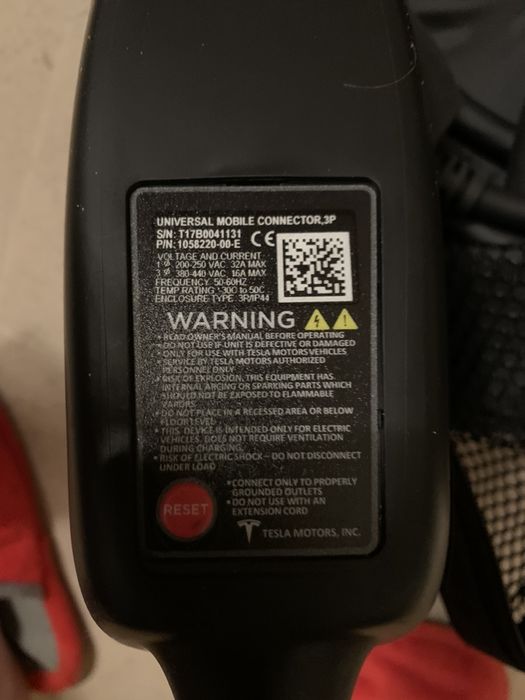 UNIVERSAL MOBILE CONNECTOR,3P
S/N: T17B0041131
P/N: 1058220-00-E
CE
VOLTAGE AND CURRENT
1 Ø 200-250 VAC 32A MAX
3 Ø 380-440 VAC, 16A MAX
FREQUENCY 50-60HZ
TEMP.RATING -30C to 50C
ENCLOSURE TYPE 3R/IP44
WARNING
• READ OWNER'S MANUAL BEFORE OPERATING
• DO NOT USE IF UNIT IS DEFECTIVE OR DAMAGED
• ONLY FOR USE WITH TESLA MOTORS VEHICLES
SERVICE BY TESLA MOTORS AUTHORIZED
PERSONNEL ONLY
• RISK OF EXPLOSION, THIS EQUIPMENT HAS
INTERNAL ARCING OR SPARKING PARTS WHICH
SHOULD NOT BE EXPOSED TO FLAMMABLE
VAPORS
• DO NOT PLACE IN A RECESSED AREA OR BELOW
FLOOR LEVEL
• THIS DEVICE IS INTENDED ONLY FOR ELECTRIC
VEHICLES. DOES NOT REQUIRE VENTILATION
DURING CHARGING
• RISK OF ELECTRIC SHOCK – DO NOT DISCONNECT
UNDER LOAD
• CONNECT ONLY TO PROPERLY
GROUNDED OUTLETS
• DO NOT USE WITH AN
EXTENSION CORD
RESET
TESLA MOTORS, INC.